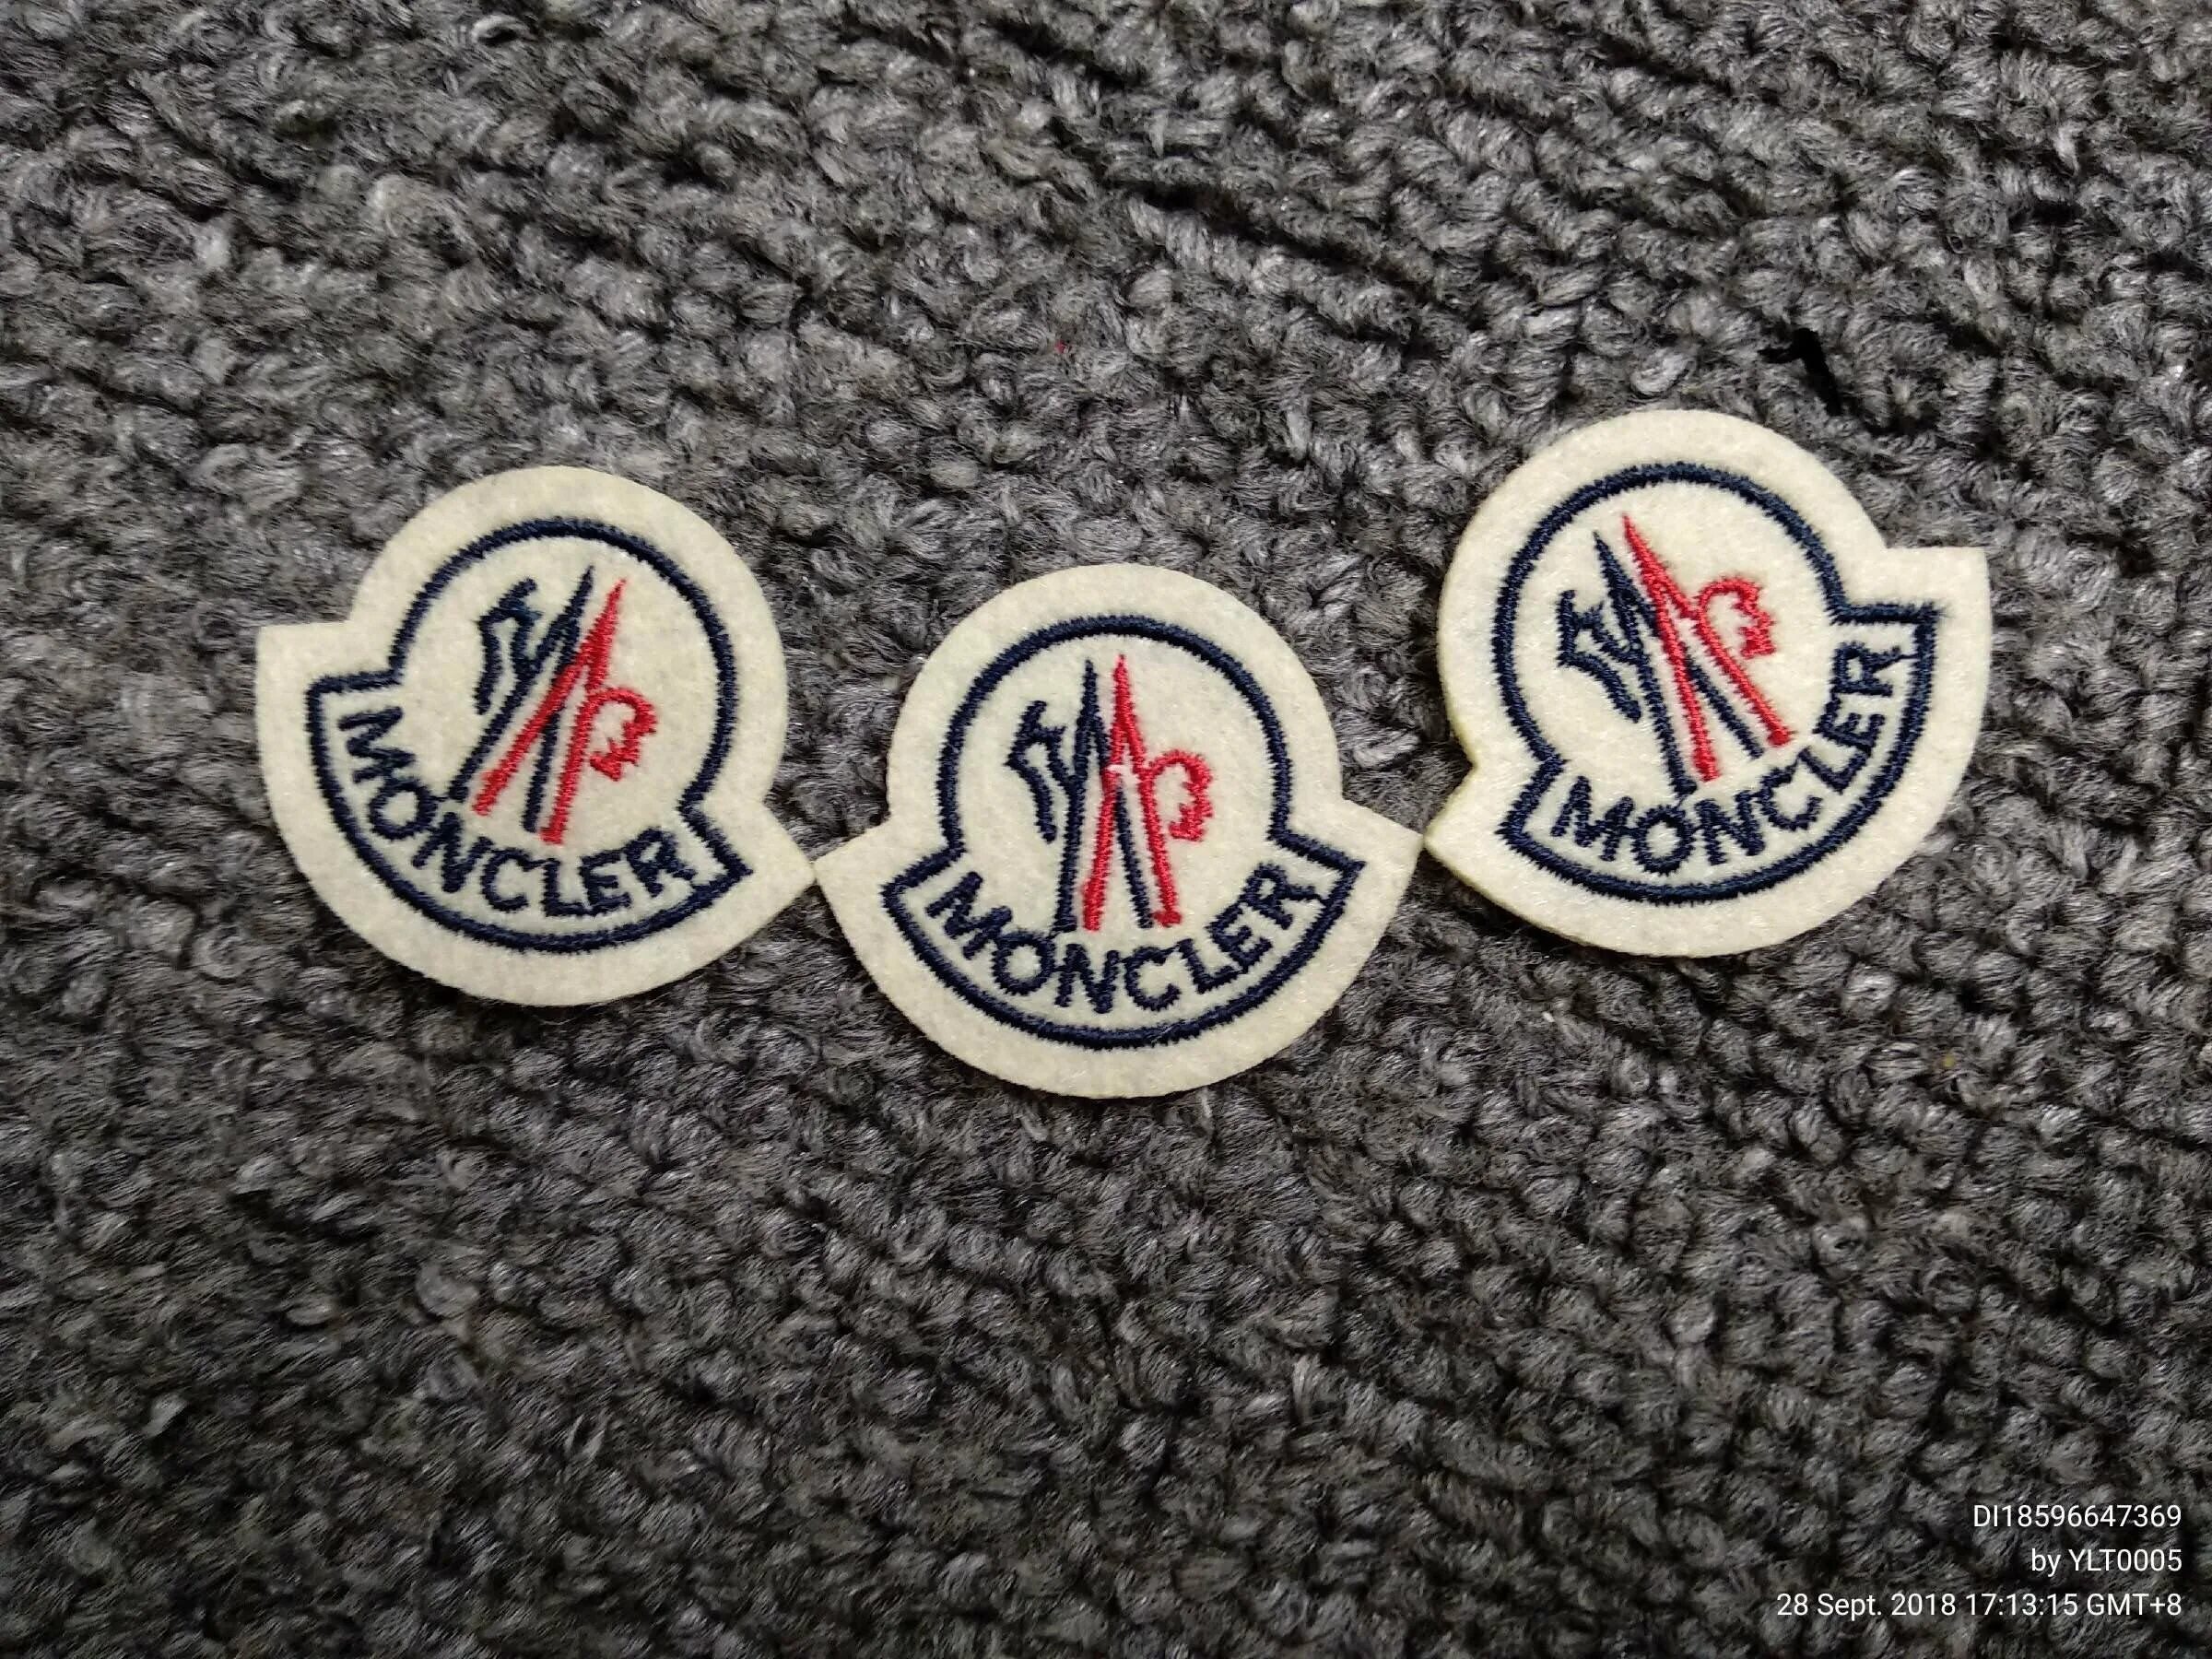 MONCLER
MONCLER
MONCLER
DI18596647369
by YLT0005
28 Sept. 2018 17:13:15 GMT+8